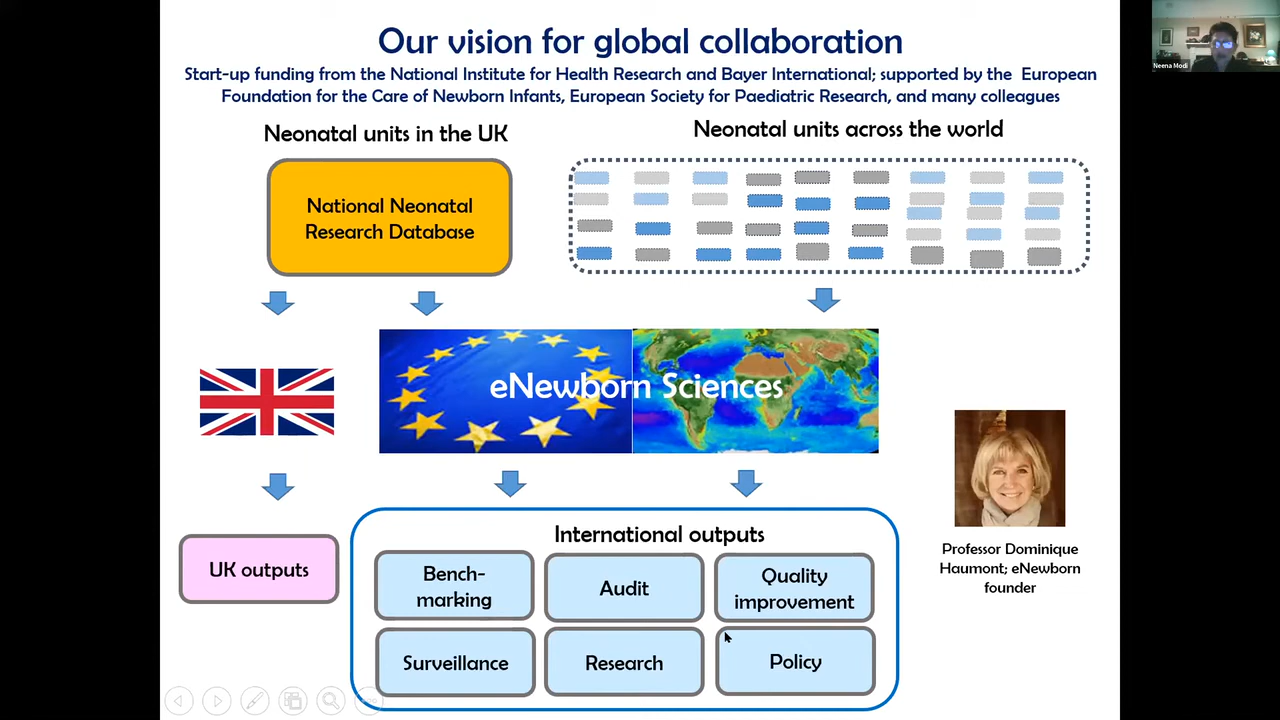 Our vision for global collaboration
Start-up funding from the National Institute for Health Research and Bayer International; supported by the European
Foundation for the Care of Newborn Infants, European Society for Paediatric Research, and many colleagues
Neonatal units in the UK
Neonatal units across the world
National Neonatal
Research Database
eNewborn Sciences
Professor Dominique
Haumont; eNewborn
founder
UK outputs
International outputs
Bench-
marking
Audit
Quality
improvement
Surveillance
Research
Policy
Neena Modi